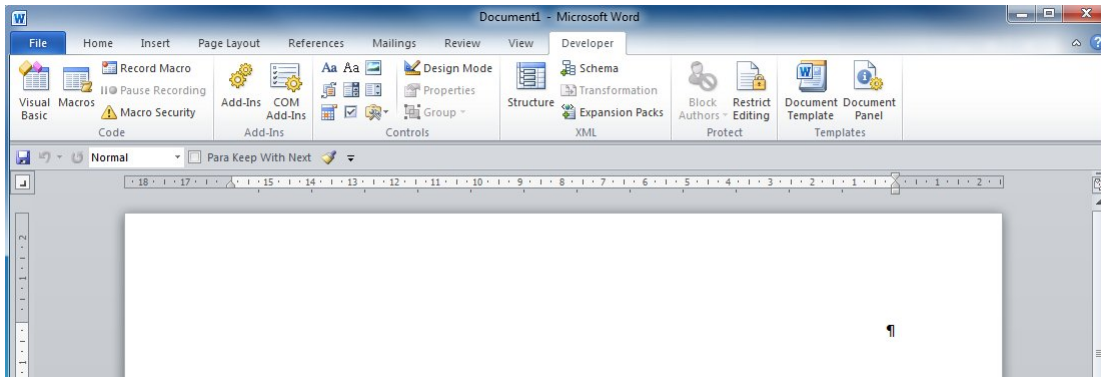 W Document1 - Microsoft Word
File Home Insert Page Layout References Mailings Review View Developer
Visual Basic
Macros
Record Macro
Pause Recording
Macro Security
Code
Add-Ins
COM Add-Ins
Add-Ins
Aa Aa
Design Mode
Properties
Group
Controls
Structure
Schema
Transformation
Expansion Packs
XML
Block Authors
Restrict Editing
Protect
Document Template
Document Panel
Templates
Normal Para Keep With Next
18 17 15 14 13 12 11 10 9 8 7 6 5 4 3 2 1 1 2
2
1
1
¶